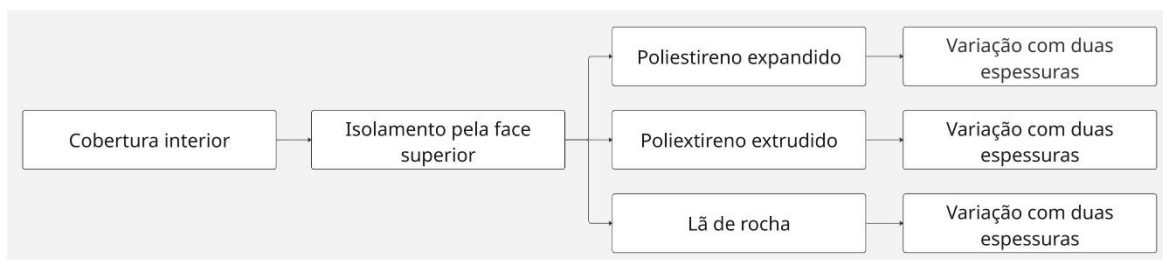 Cobertura interior
Isolamento pela face
superior
Poliestireno expandido
Variação com duas
espessuras
Poliextireno extrudido
Variação com duas
espessuras
Lã de rocha
Variação com duas
espessuras